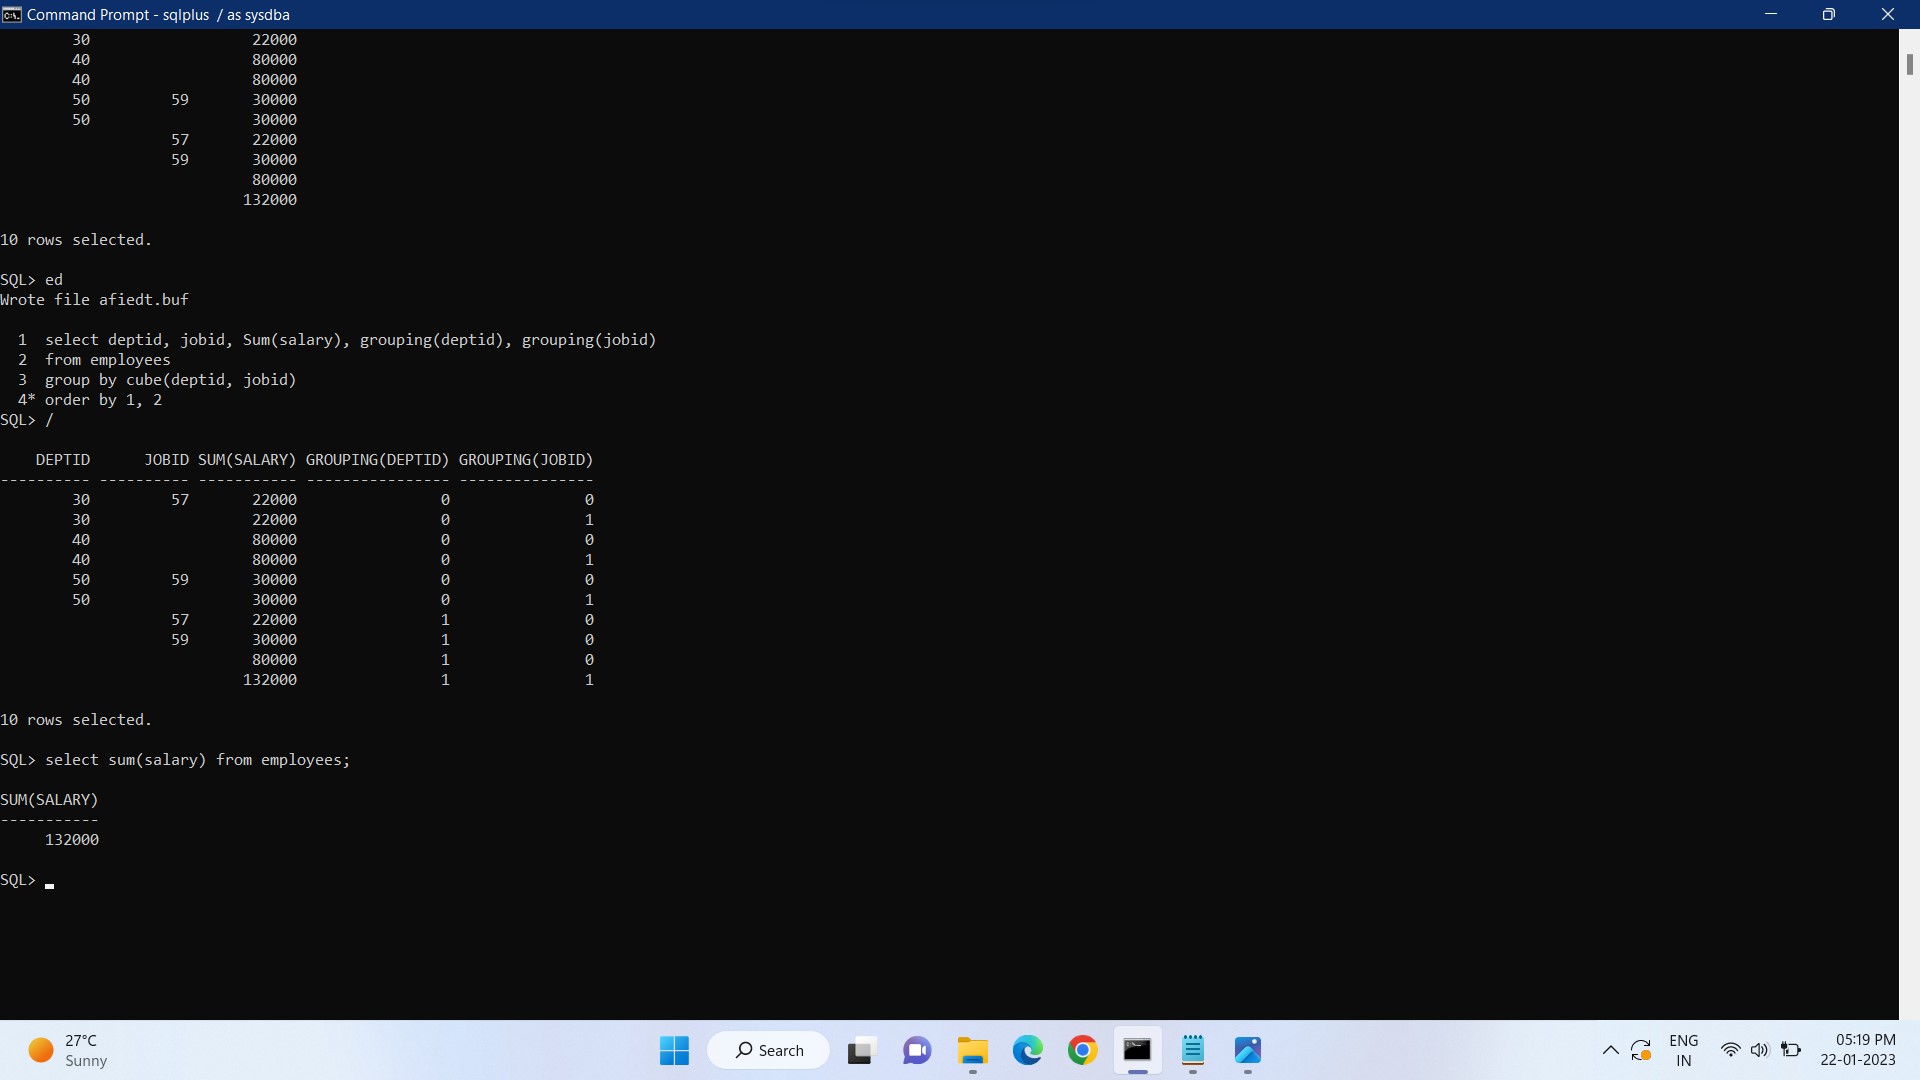 Command Prompt - sqlplus / as sysdba
30 22000
40 80000
40 80000
50 59 30000
50 30000
57 22000
59 30000
80000
132000
10 rows selected.
SQL> ed
Wrote file afiedt.buf
1 select deptid, jobid, Sum(salary), grouping(deptid), grouping(jobid)
2 from employees
3 group by cube(deptid, jobid)
4* order by 1, 2
SQL> /
DEPTID JOBID SUM(SALARY) GROUPING(DEPTID) GROUPING(JOBID)
---------- ---------- ----------- ---------------- ---------------
30 57 22000 0 0
30 22000 0 1
40 80000 0 0
40 80000 0 1
50 59 30000 0 0
50 30000 0 1
57 22000 1 0
59 30000 1 0
80000 1 0
132000 1 1
10 rows selected.
SQL> select sum(salary) from employees;
SUM(SALARY)
-----------
132000
SQL>
27°C
Sunny
Search
ENG
IN
05:19 PM
22-01-2023